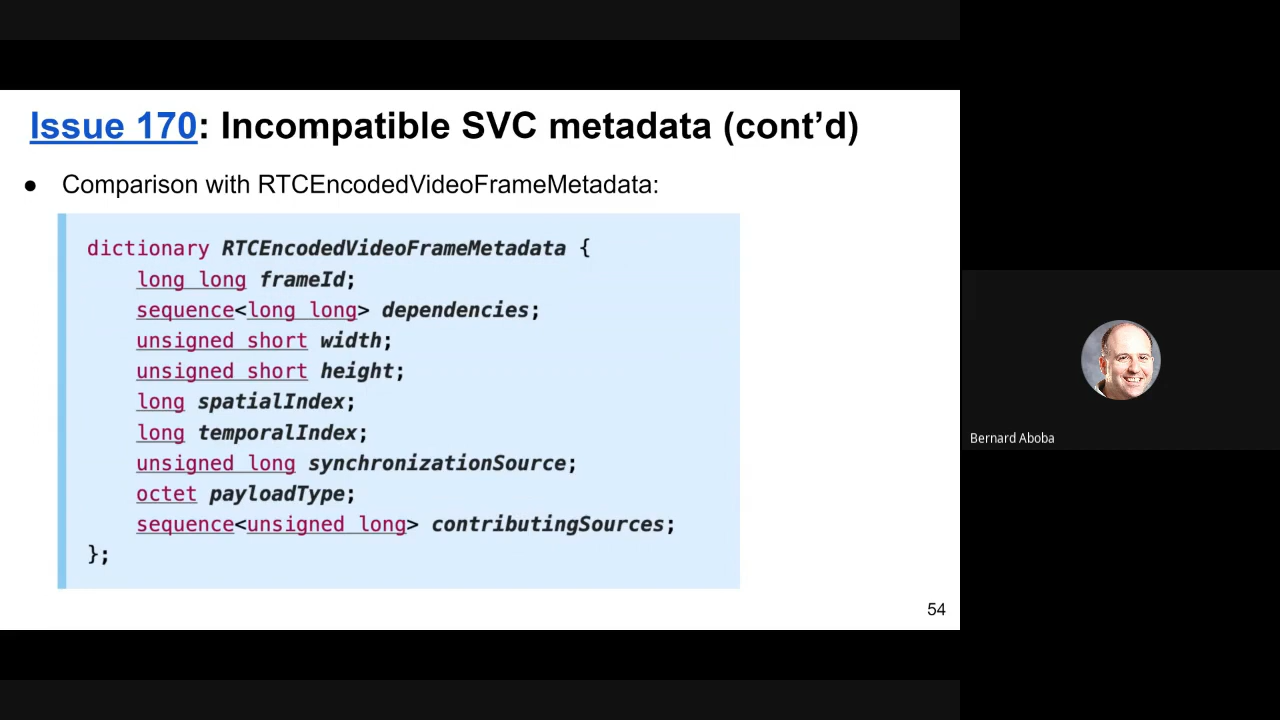 Issue 170: Incompatible SVC metadata (cont’d)
● Comparison with RTCEncodedVideoFrameMetadata:
dictionary RTCEncodedVideoFrameMetadata {
long long frameId;
sequence<long long> dependencies;
unsigned short width;
unsigned short height;
long spatialIndex;
long temporalIndex;
unsigned long synchronizationSource;
octet payloadType;
sequence<unsigned long> contributingSources;
};
54
Bernard Aboba